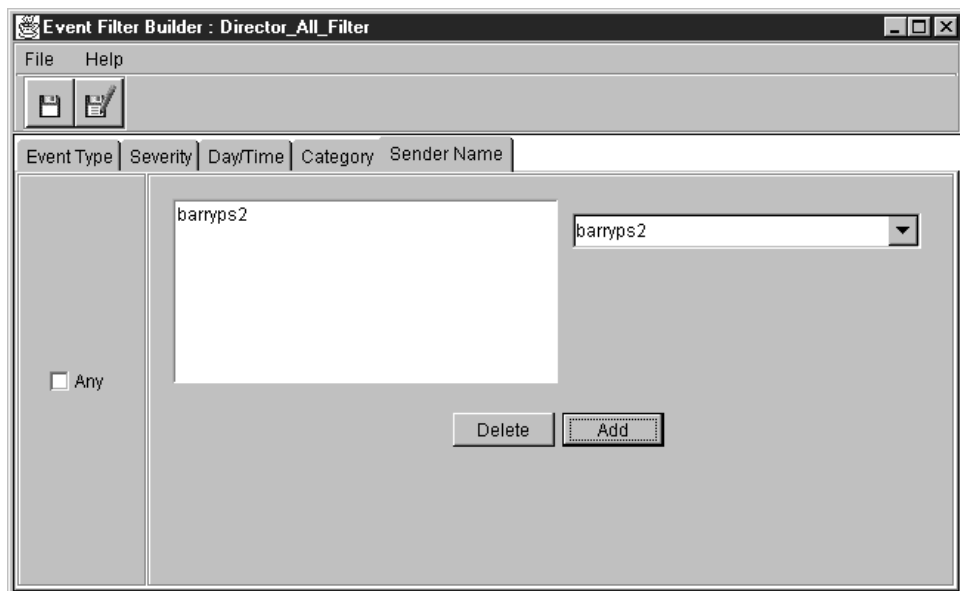 Event Filter Builder : Director_All_Filter
File Help
Event Type Severity Day/Time Category Sender Name
barryps2
barryps2
Any
Delete Add